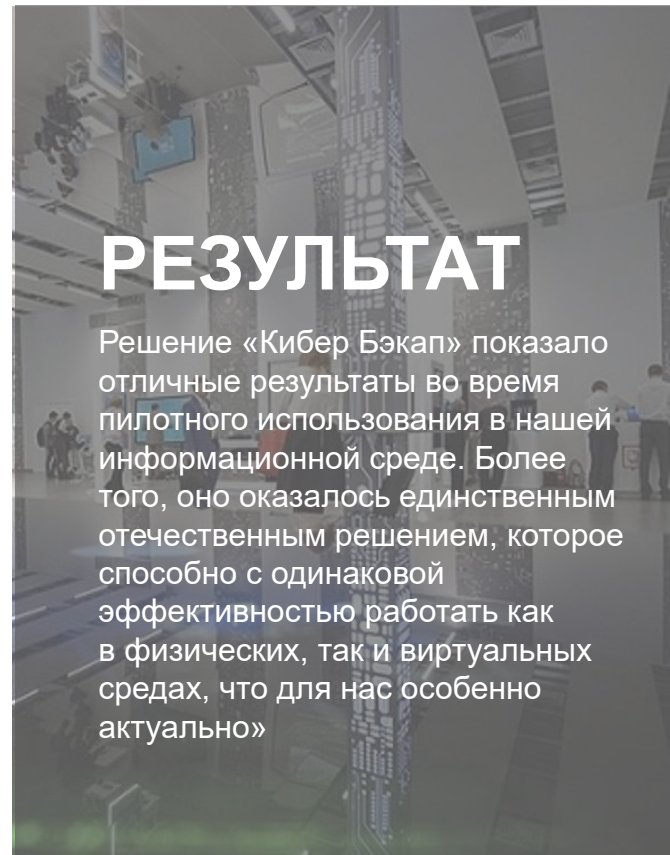 РЕЗУЛЬТАТ
Решение «Кибер Бэкап» показало
отличные результаты во время
пилотного использования в нашей
информационной среде. Более
того, оно оказалось единственным
отечественным решением, которое
способно с одинаковой
эффективностью работать как
в физических, так и виртуальных
средах, что для нас особенно
актуально»